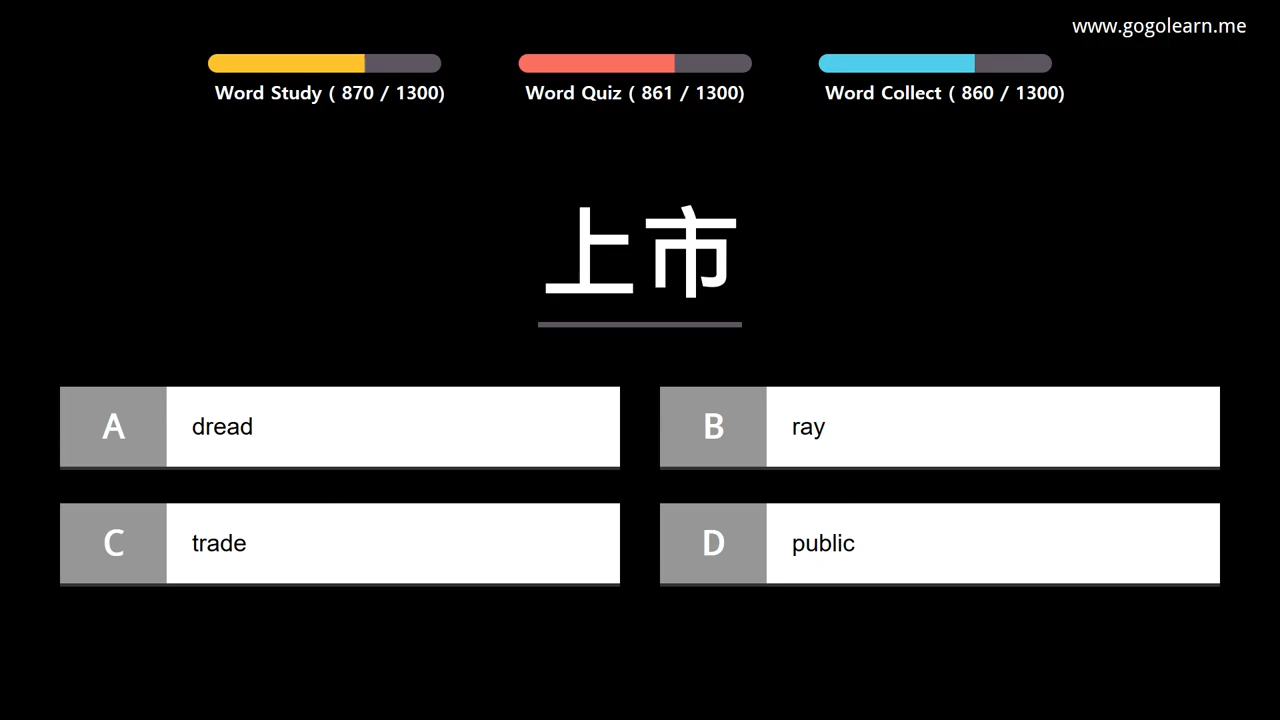 www.gogolearn.me
Word Study ( 870 / 1300)
Word Quiz ( 861 / 1300)
Word Collect ( 860 / 1300)
上市
A dread
B ray
C trade
D public